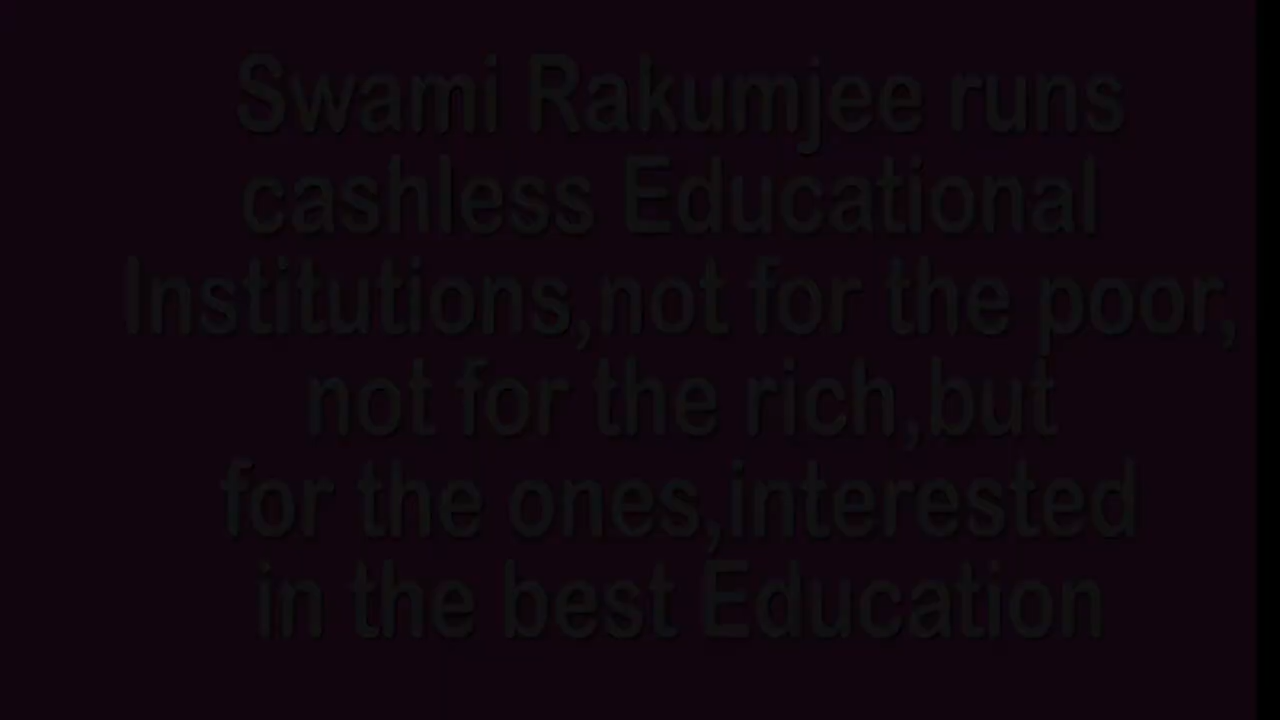 Swami Rakumjee runs
cashless Educational
Institutions,not for the poor,
not for the rich,but
for the ones,interested
in the best Education